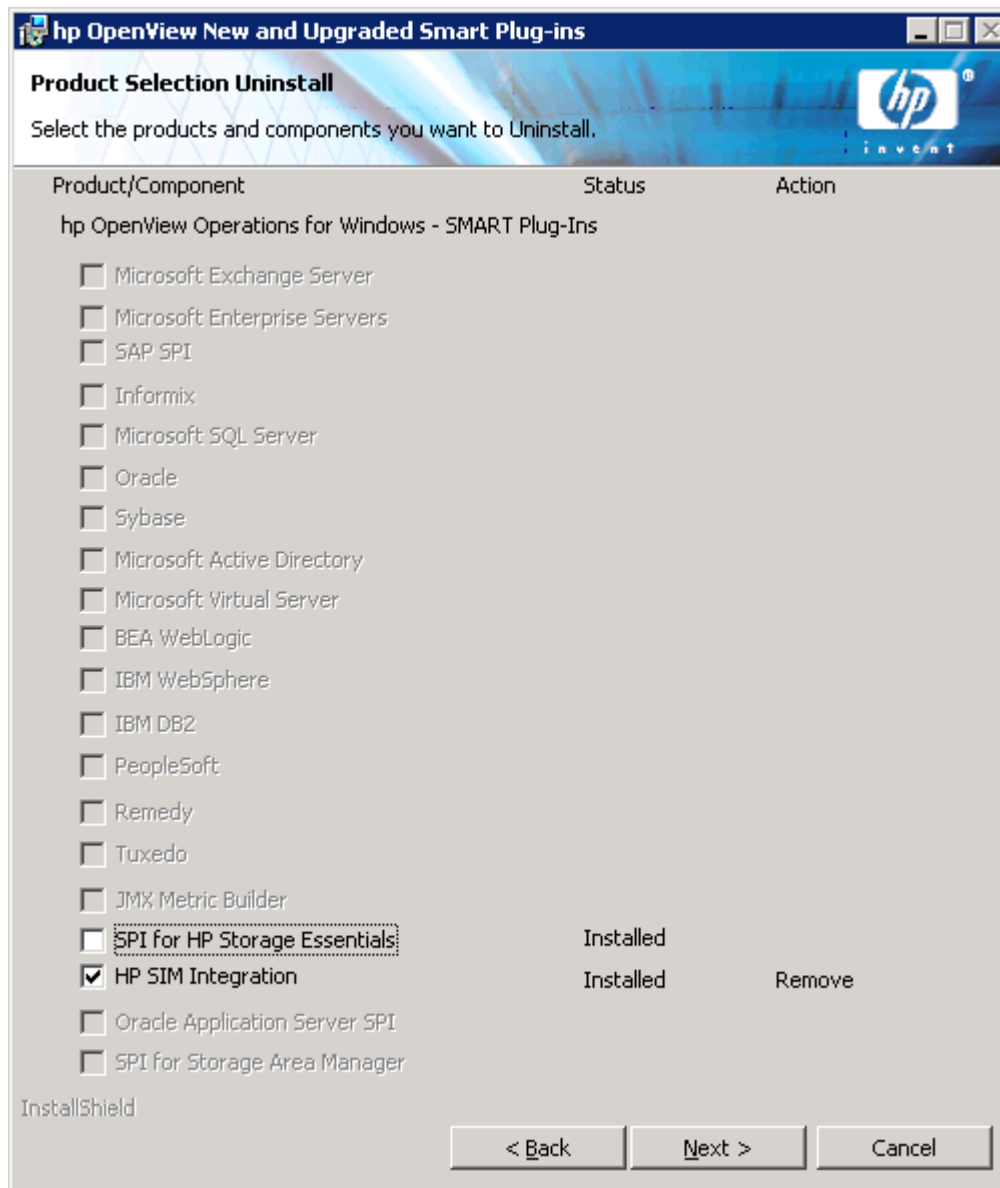 hp OpenView New and Upgraded Smart Plug-ins
Product Selection Uninstall
Select the products and components you want to Uninstall.
hp
®
invent
Product/Component Status Action
hp OpenView Operations for Windows - SMART Plug-Ins
Microsoft Exchange Server
Microsoft Enterprise Servers
SAP SPI
Informix
Microsoft SQL Server
Oracle
Sybase
Microsoft Active Directory
Microsoft Virtual Server
BEA WebLogic
IBM WebSphere
IBM DB2
PeopleSoft
Remedy
Tuxedo
JMX Metric Builder
SPI for HP Storage Essentials Installed
HP SIM Integration Installed Remove
Oracle Application Server SPI
SPI for Storage Area Manager
InstallShield
< Back Next > Cancel